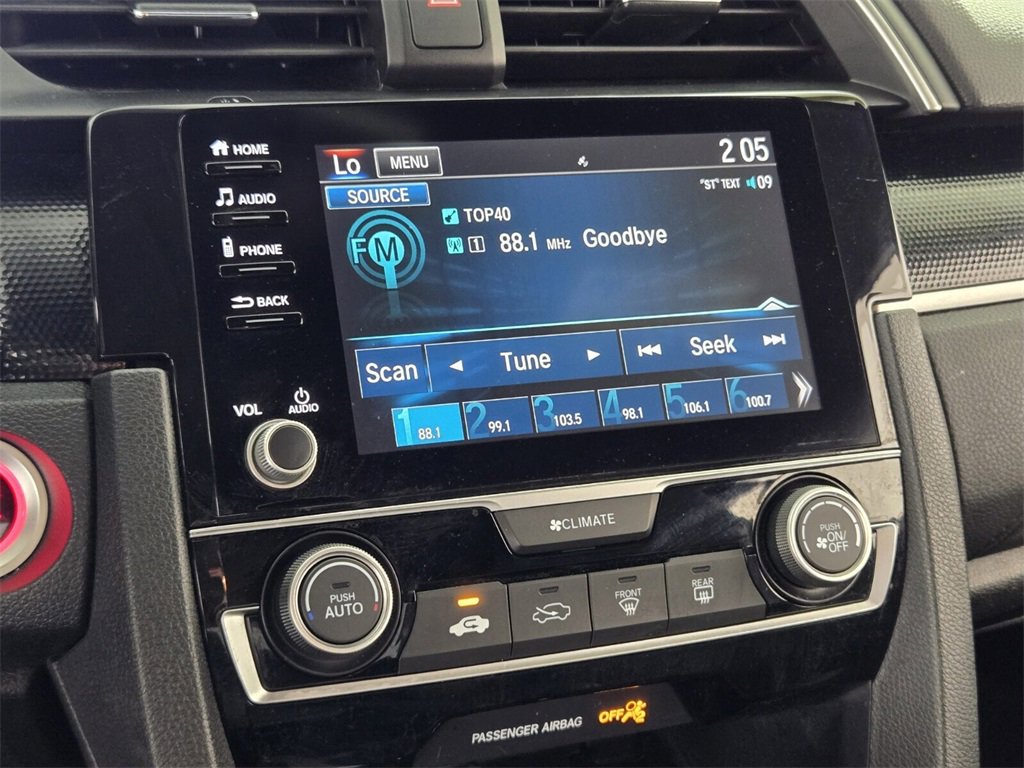 HOME
AUDIO
PHONE
BACK
VOL
AUDIO
Lo MENU 2 05
SOURCE "ST" TEXT 09
FM
TOP40
1 88.1 MHz Goodbye
Scan Tune Seek
1 88.1 2 99.1 3 103.5 4 98.1 5 106.1 6 100.7
CLIMATE
PUSH
AUTO
FRONT
REAR
PUSH
ON/
OFF
PASSENGER AIRBAG OFF 2